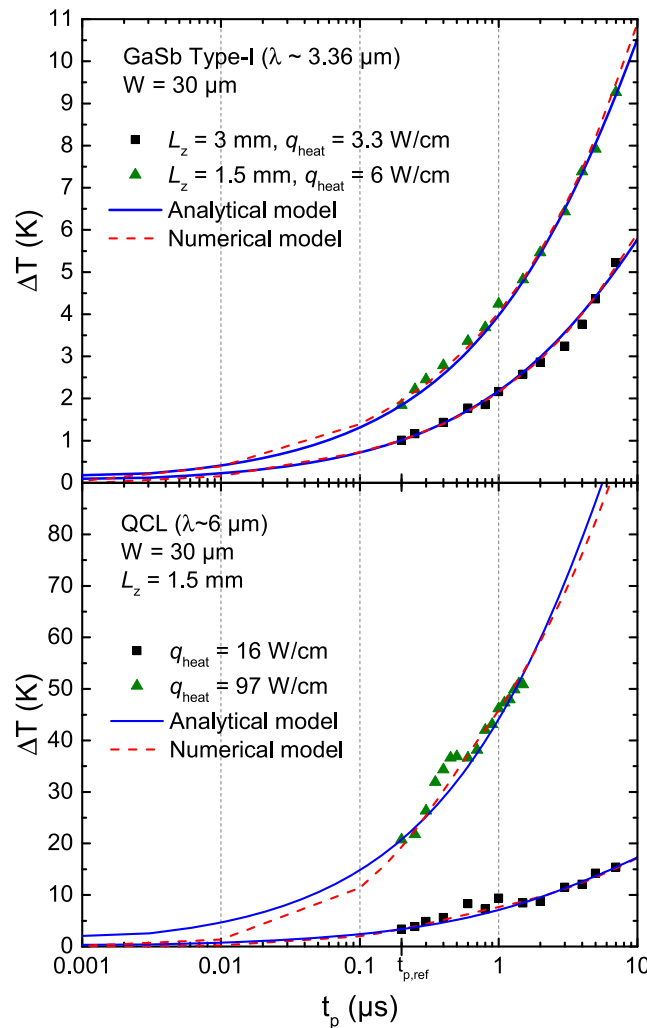 11
10
9
8
7
6
5
4
3
2
1
0
ΔT (K)
GaSb Type-I (λ ~ 3.36 µm)
W = 30 µm
L_z = 3 mm, q_heat = 3.3 W/cm
L_z = 1.5 mm, q_heat = 6 W/cm
Analytical model
Numerical model
80
70
60
50
40
30
20
10
0
ΔT (K)
QCL (λ~6 µm)
W = 30 µm
L_z = 1.5 mm
q_heat = 16 W/cm
q_heat = 97 W/cm
Analytical model
Numerical model
0.001 0.01 0.1 t_p,ref 1 10
t_p (µs)